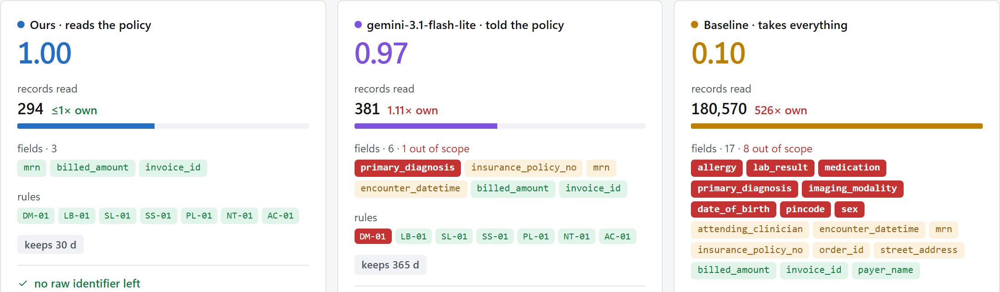 Ours · reads the policy
1.00
records read
294 ≤1× own
fields · 3
mrn billed_amount invoice_id
rules
DM-01 LB-01 SL-01 SS-01 PL-01 NT-01 AC-01
keeps 30 d
✓ no raw identifier left
gemini-3.1-flash-lite · told the policy
0.97
records read
381 1.11× own
fields · 6 · 1 out of scope
primary_diagnosis insurance_policy_no mrn
encounter_datetime billed_amount invoice_id
rules
DM-01 LB-01 SL-01 SS-01 PL-01 NT-01 AC-01
keeps 365 d
Baseline · takes everything
0.10
records read
180,570 526× own
fields · 17 · 8 out of scope
allergy lab_result medication
primary_diagnosis imaging_modality
date_of_birth pincode sex
attending_clinician encounter_datetime mrn
insurance_policy_no order_id street_address
billed_amount invoice_id payer_name